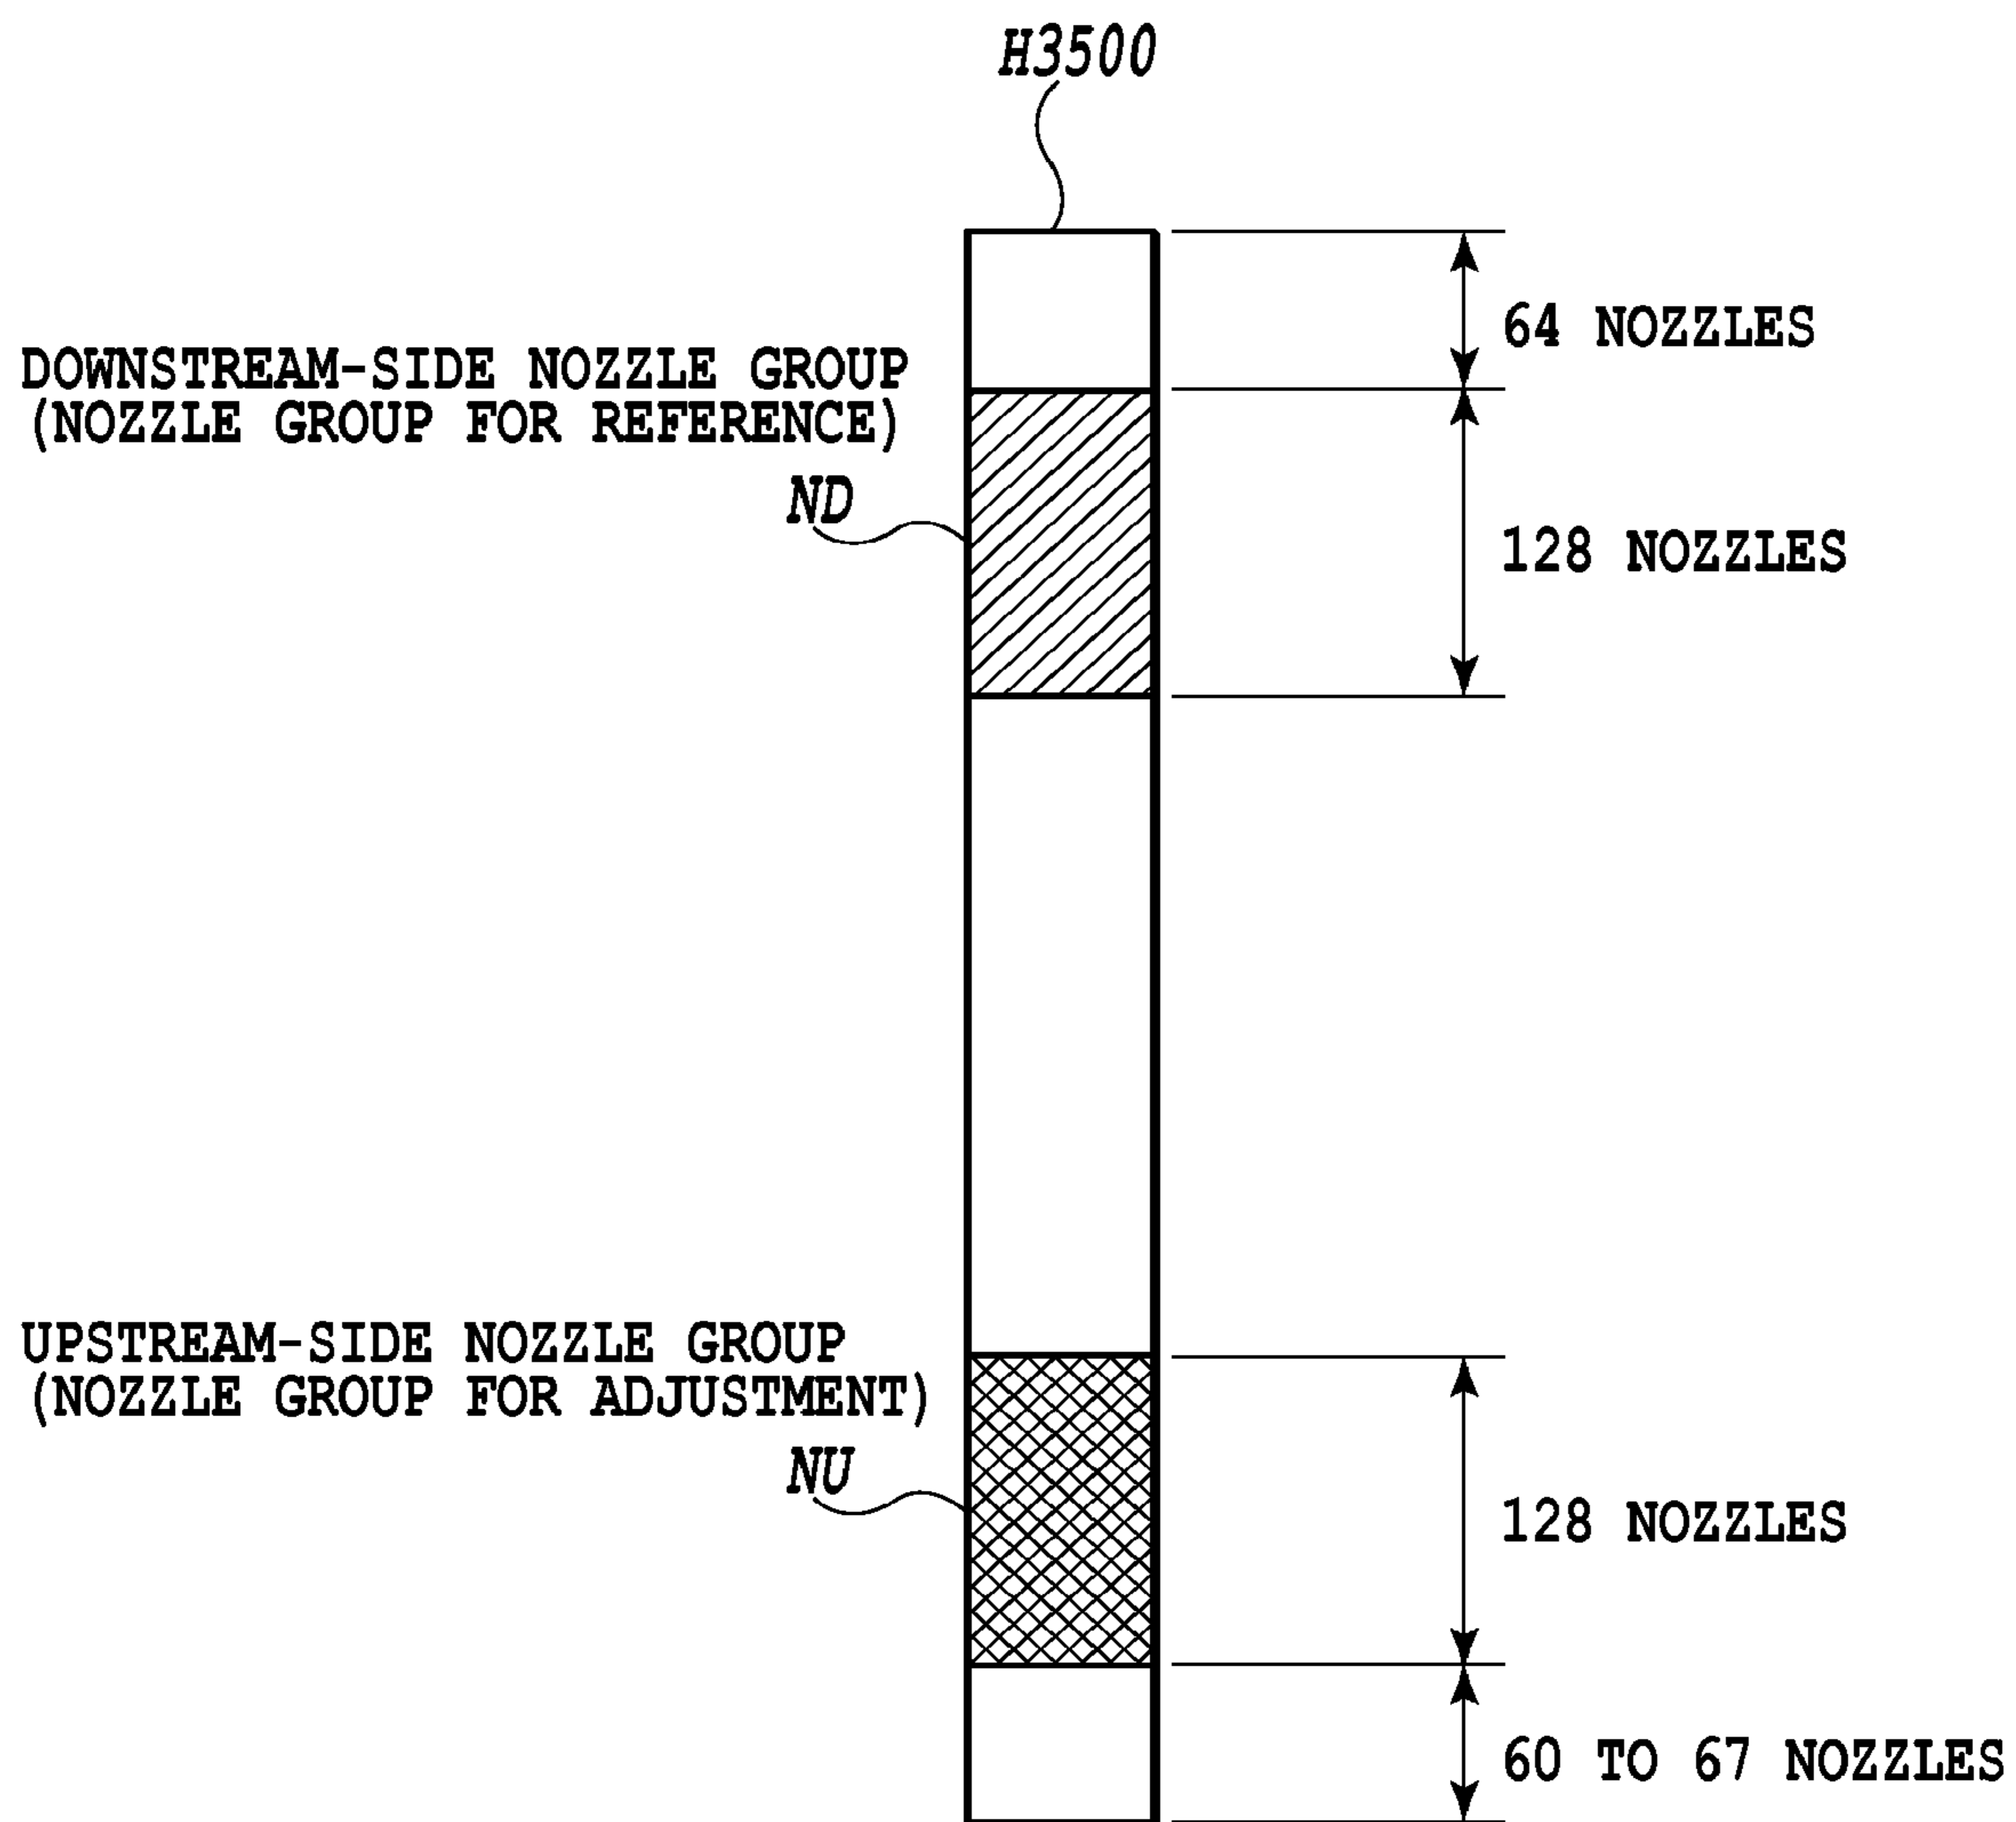 H3500
64 NOZZLES
DOWNSTREAM-SIDE NOZZLE GROUP
(NOZZLE GROUP FOR REFERENCE)
ND
128 NOZZLES
UPSTREAM-SIDE NOZZLE GROUP
(NOZZLE GROUP FOR ADJUSTMENT)
NU
128 NOZZLES
60 TO 67 NOZZLES